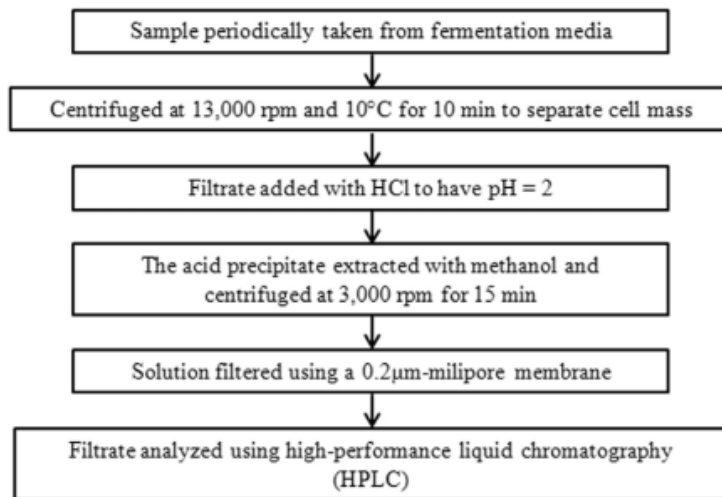 Sample periodically taken from fermentation media
Centrifuged at 13,000 rpm and 10°C for 10 min to separate cell mass
Filtrate added with HCl to have pH = 2
The acid precipitate extracted with methanol and
centrifuged at 3,000 rpm for 15 min
Solution filtered using a 0.2μm-milipore membrane
Filtrate analyzed using high-performance liquid chromatography
(HPLC)